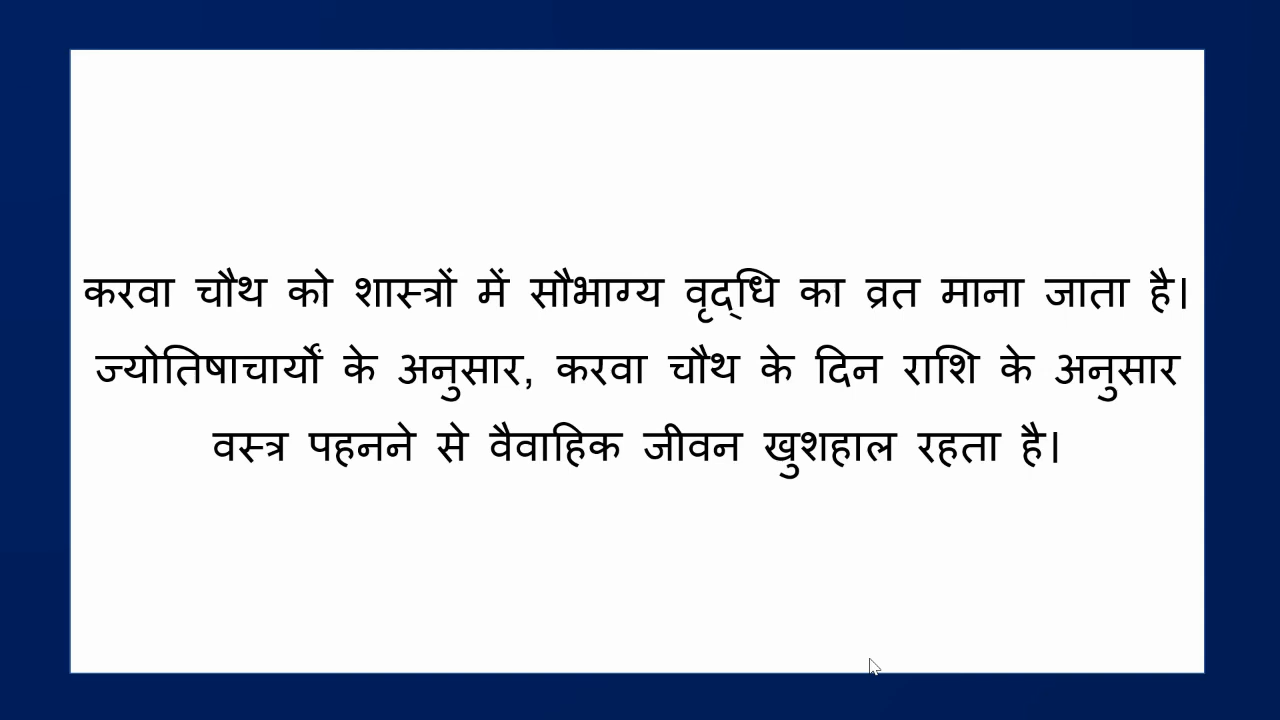 करवा चौथ को शास्त्रों में सौभाग्य वृद्धि का व्रत माना जाता है।
ज्योतिषाचार्यों के अनुसार, करवा चौथ के दिन राशि के अनुसार
वस्त्र पहनने से वैवाहिक जीवन खुशहाल रहता है।